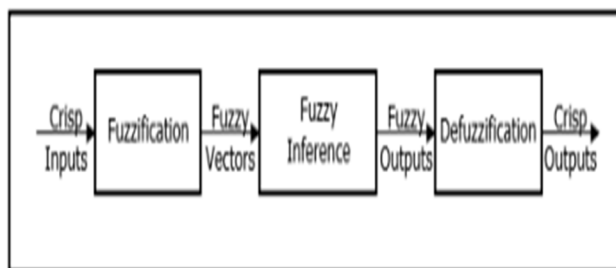 Crisp
Inputs
Fuzzification
Fuzzy
Vectors
Fuzzy
Inference
Fuzzy
Outputs
Defuzzification
Crisp
Outputs